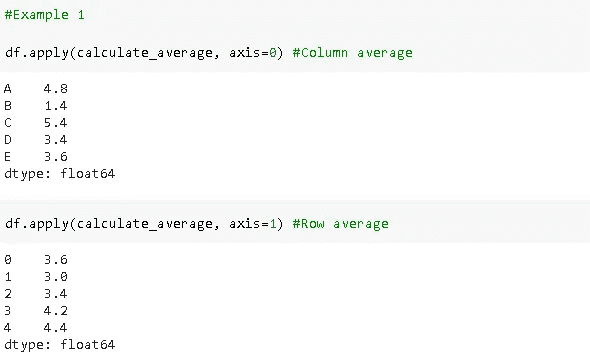 #Example 1
df.apply(calculate_average, axis=0) #Column average
A    4.8
B    1.4
C    5.4
D    3.4
E    3.6
dtype: float64
df.apply(calculate_average, axis=1) #Row average
0    3.6
1    3.0
2    3.4
3    4.2
4    4.4
dtype: float64